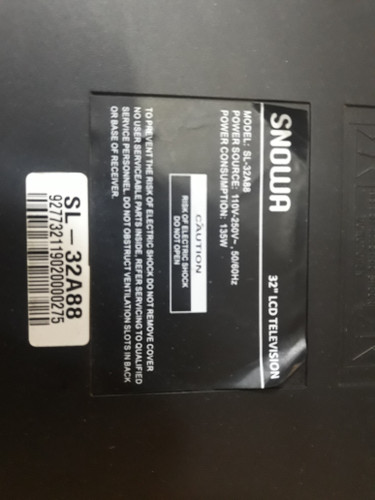 SNOWA
32" LCD TELEVISION
MODEL: SL-32A88
POWER SOURCE: 110V-250V~, 50/60Hz
POWER CONSUMPTION: 135W
CAUTION
RISK OF ELECTRIC SHOCK
DO NOT OPEN
TO PREVENT THE RISK OF ELECTRIC SHOCK DO NOT REMOVE COVER
NO USER SERVICEABLE PARTS INSIDE, REFER SERVICING TO QUALIFIED
SERVICE PERSONNEL. DO NOT OBSTRUCT VENTILATION SLOTS IN BACK
OR BASE OF RECEIVER.
SL-32A88
9277321190200000275